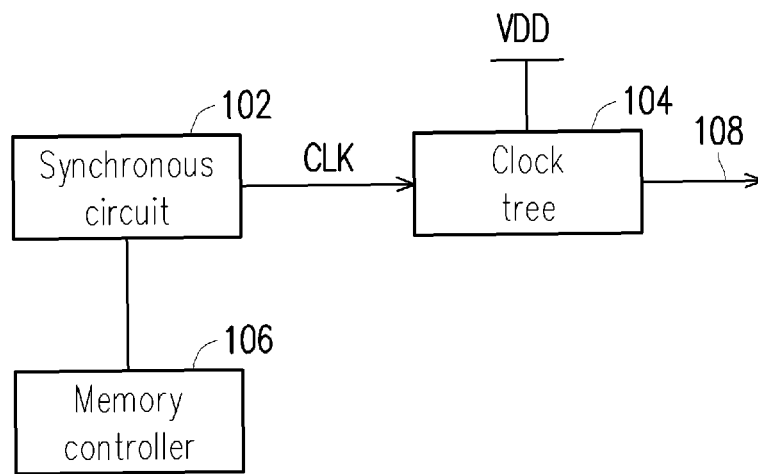 VDD
102
104
108
Synchronous
circuit
CLK
Clock
tree
106
Memory
controller